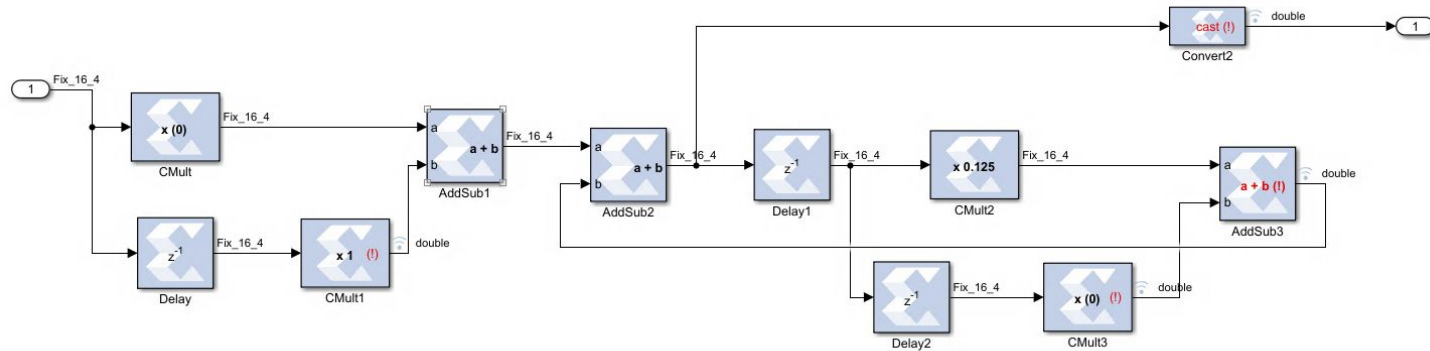 double
cast (!)
1
Convert2
Fix_16_4
1
x (0)
Fix_16_4
a
a + b
b
Fix_16_4
CMult
AddSub1
a
a + b
b
Fix_16_4
AddSub2
z-1
Fix_16_4
Delay1
x 0.125
Fix_16_4
CMult2
a
a + b (!)
b
double
AddSub3
z-1
Fix_16_4
Delay
x 1 (!)
double
CMult1
z-1
Fix_16_4
Delay2
x (0) (!)
double
CMult3